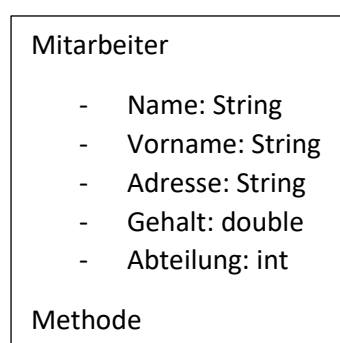 Mitarbeiter
- Name: String
- Vorname: String
- Adresse: String
- Gehalt: double
- Abteilung: int
Methode